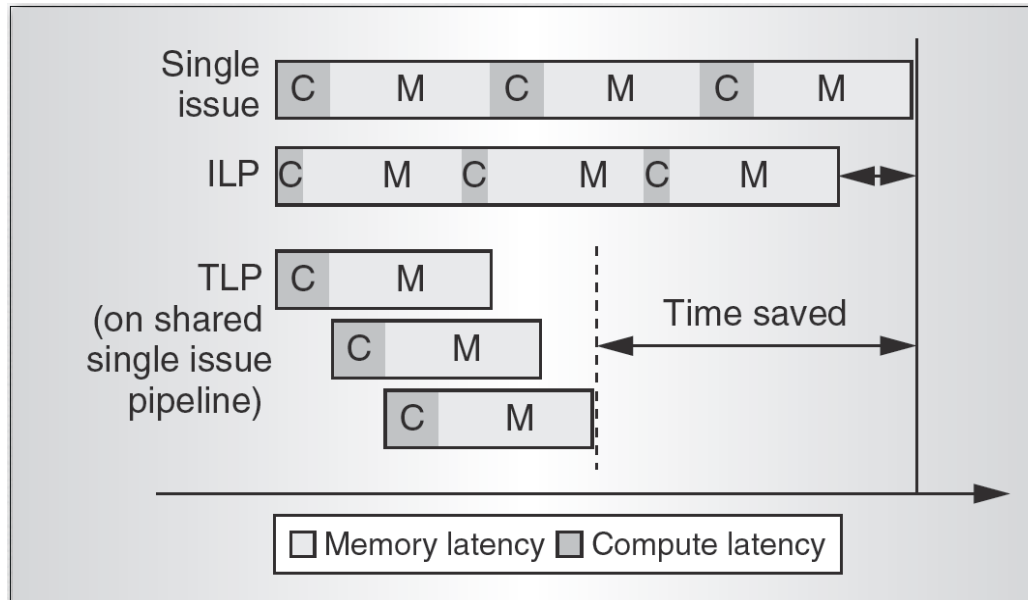 Single
issue
C M C M C M
ILP
C M C M C M
TLP
(on shared
single issue
pipeline)
C M
C M
C M
Time saved
Memory latency Compute latency